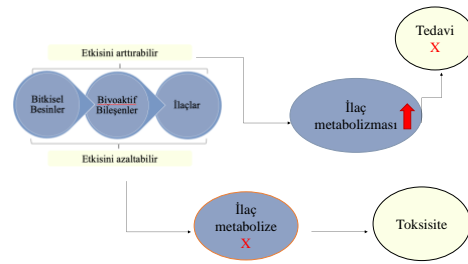 Tedavi
X
Etkisini arttırabilir
Bitkisel
Besinler
Biyoaktif
Bileşenler
İlaçlar
İlaç
metabolizması
Etkisini azaltabilir
İlaç
metabolize
X
Toksisite